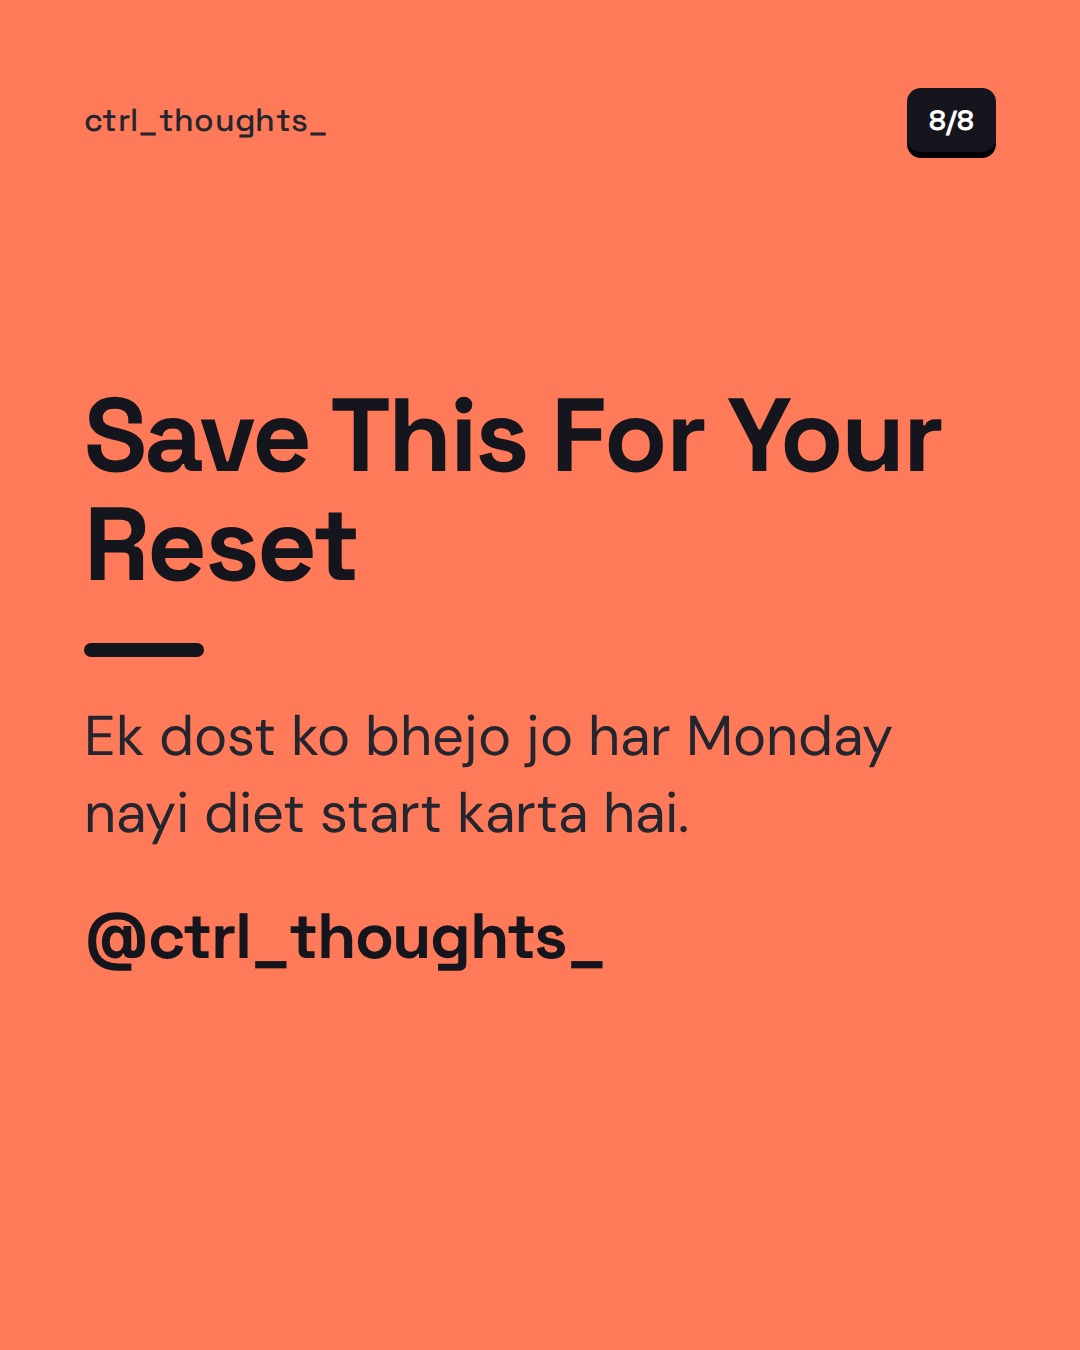 ctrl_thoughts_
8/8
Save This For Your
Reset
Ek dost ko bhejo jo har Monday
nayi diet start karta hai.
@ctrl_thoughts_